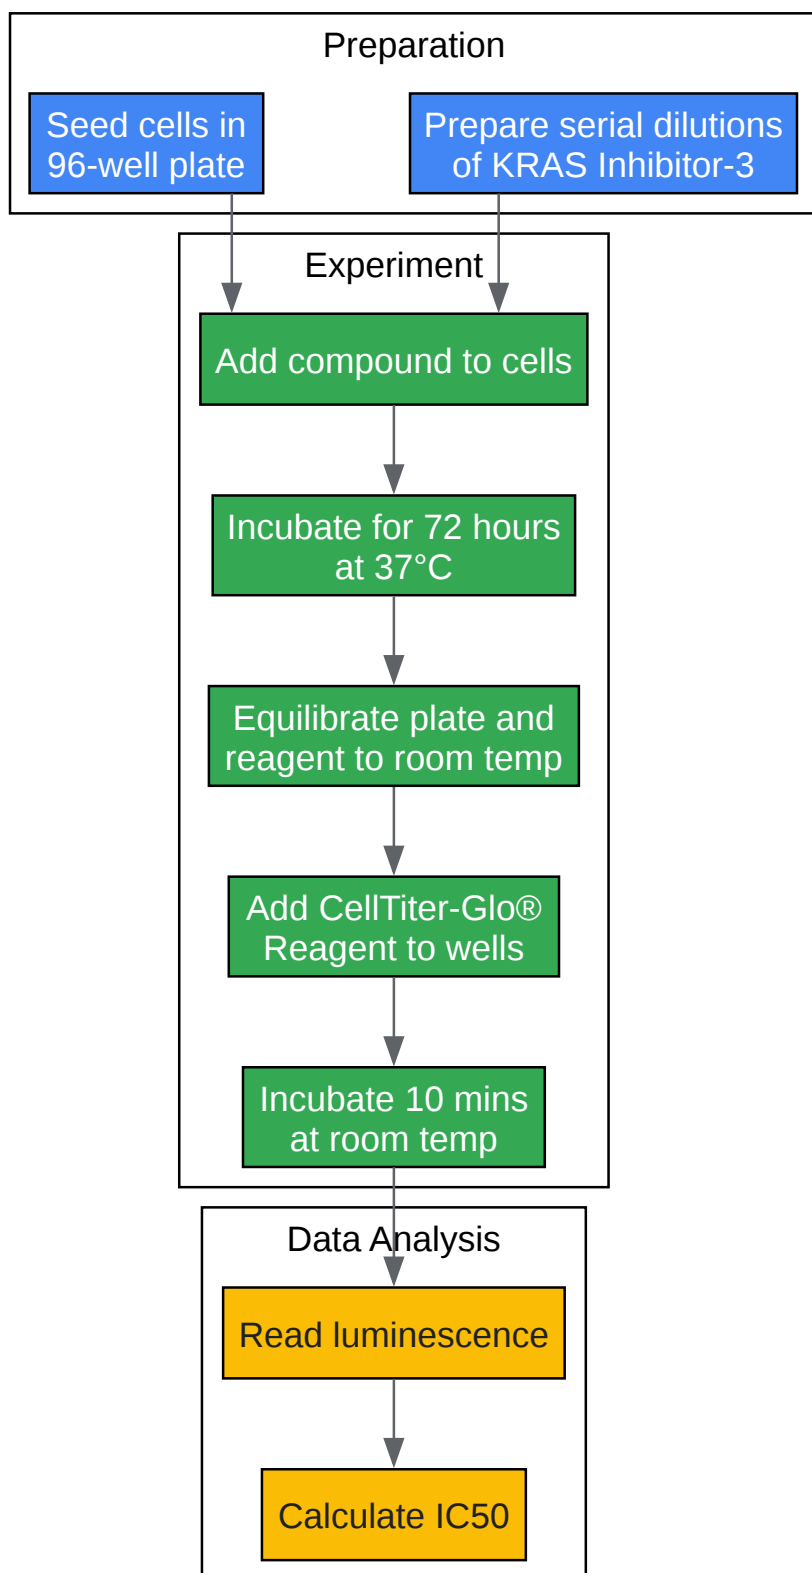 Preparation
Seed cells in
96-well plate
Prepare serial dilutions
of KRAS Inhibitor-3
Experiment
Add compound to cells
Incubate for 72 hours
at 37°C
Equilibrate plate and
reagent to room temp
Add CellTiter-Glo®
Reagent to wells
Incubate 10 mins
at room temp
Data Analysis
Read luminescence
Calculate IC50